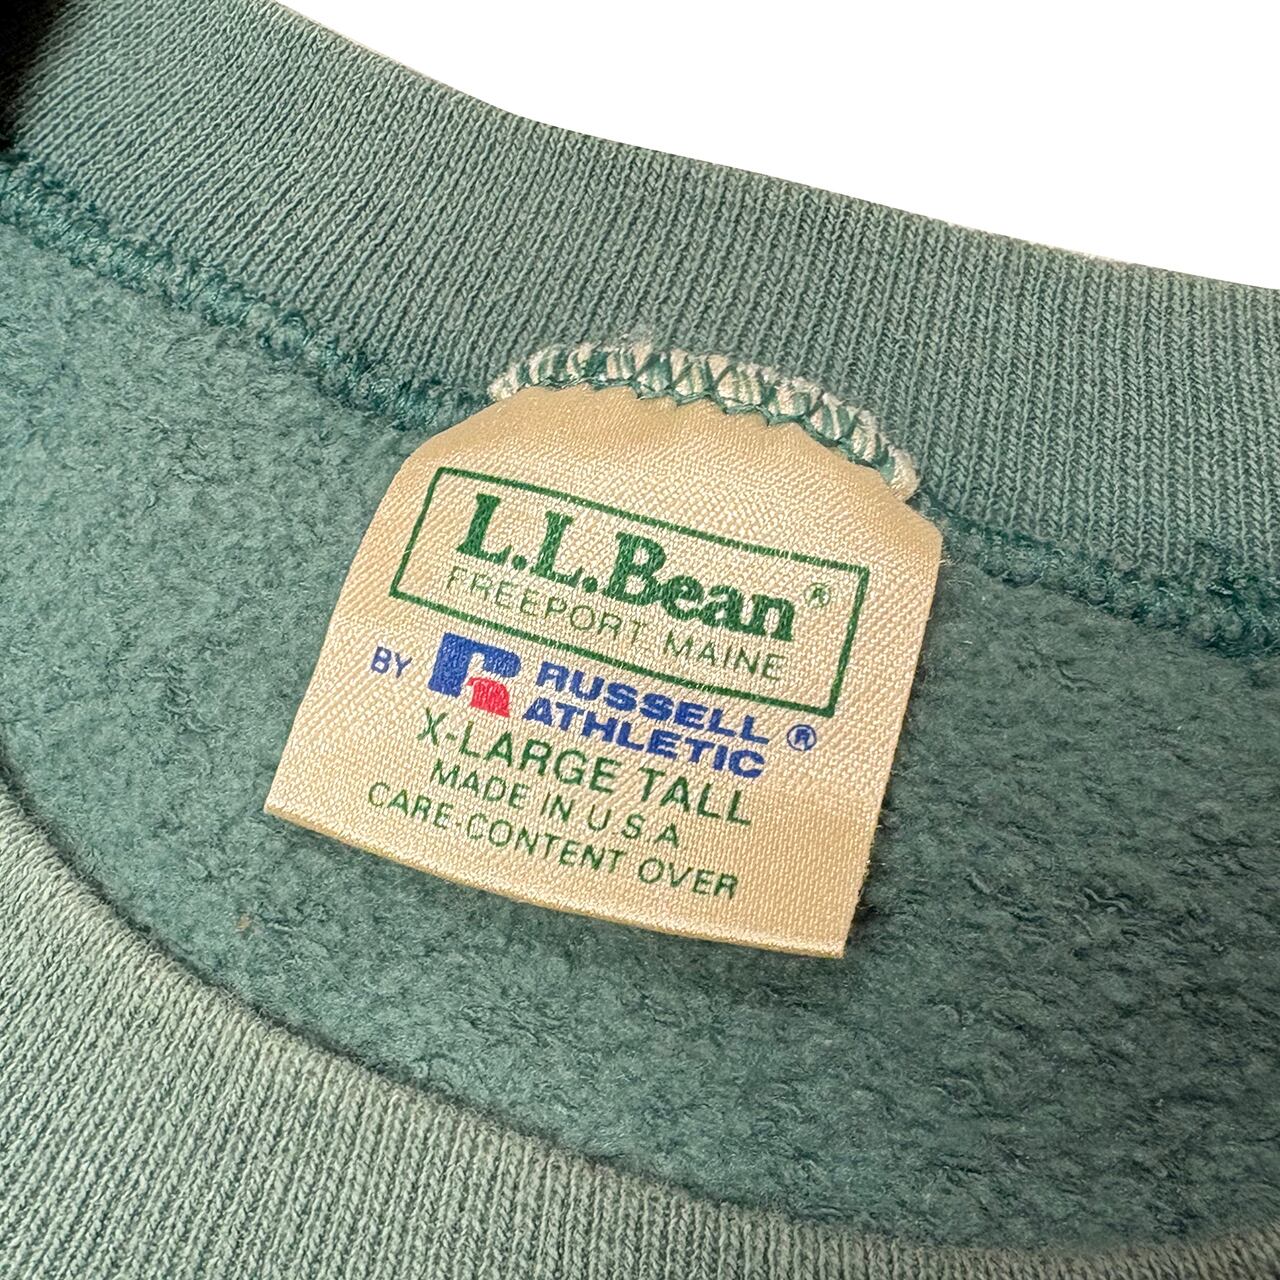 L.L.Bean®
FREEPORT, MAINE
BY RUSSELL
ATHLETIC®
X-LARGE TALL
MADE IN U S A
CARE-CONTENT OVER